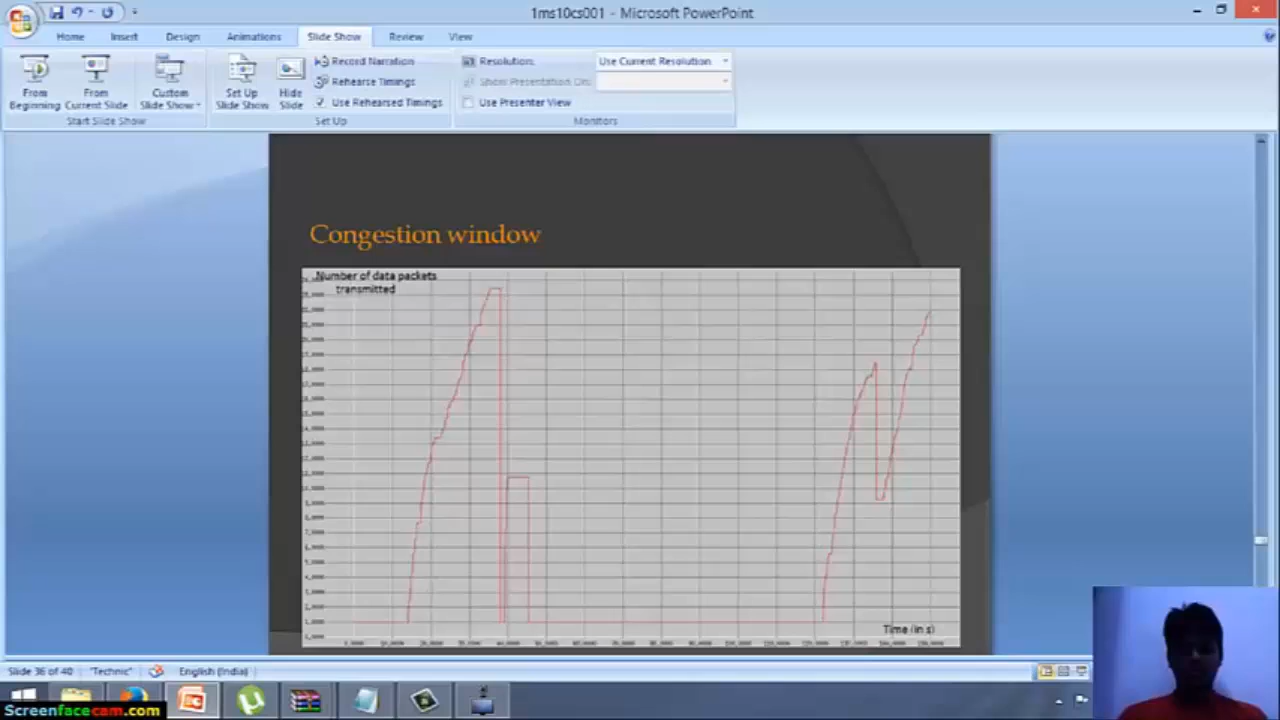 1ms10cs001 - Microsoft PowerPoint
Home Insert Design Animations Slide Show Review View
From Beginning
From Current Slide
Custom Slide Show
Set Up Slide Show
Hide Slide
Record Narration
Rehearse Timings
Use Rehearsed Timings
Resolution:
Use Current Resolution
Show Presentation On:
Use Presenter View
Start Slide Show
Set Up
Monitors
Congestion window
Number of data packets
transmitted
Time (in s)
Slide 36 of 40 "Technic" English (India)
Screenfacecam.com